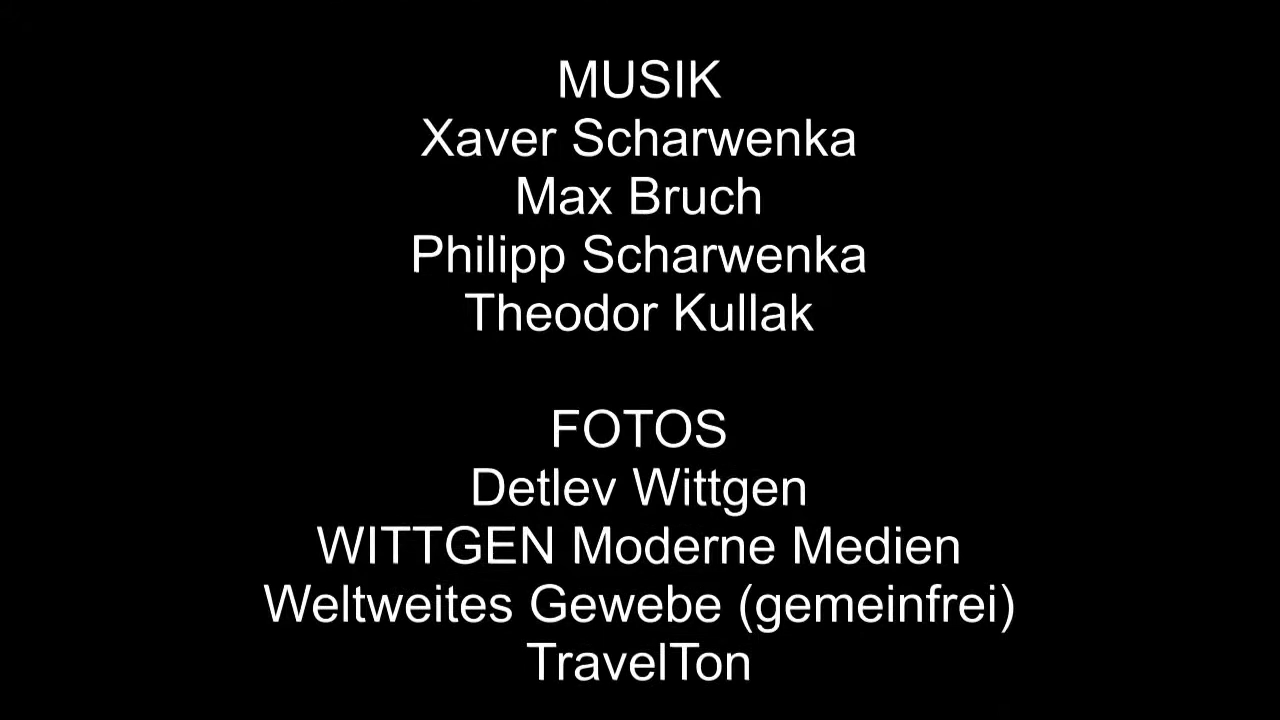 MUSIK
Xaver Scharwenka
Max Bruch
Philipp Scharwenka
Theodor Kullak
FOTOS
Detlev Wittgen
WITTGEN Moderne Medien
Weltweites Gewebe (gemeinfrei)
TravelTon